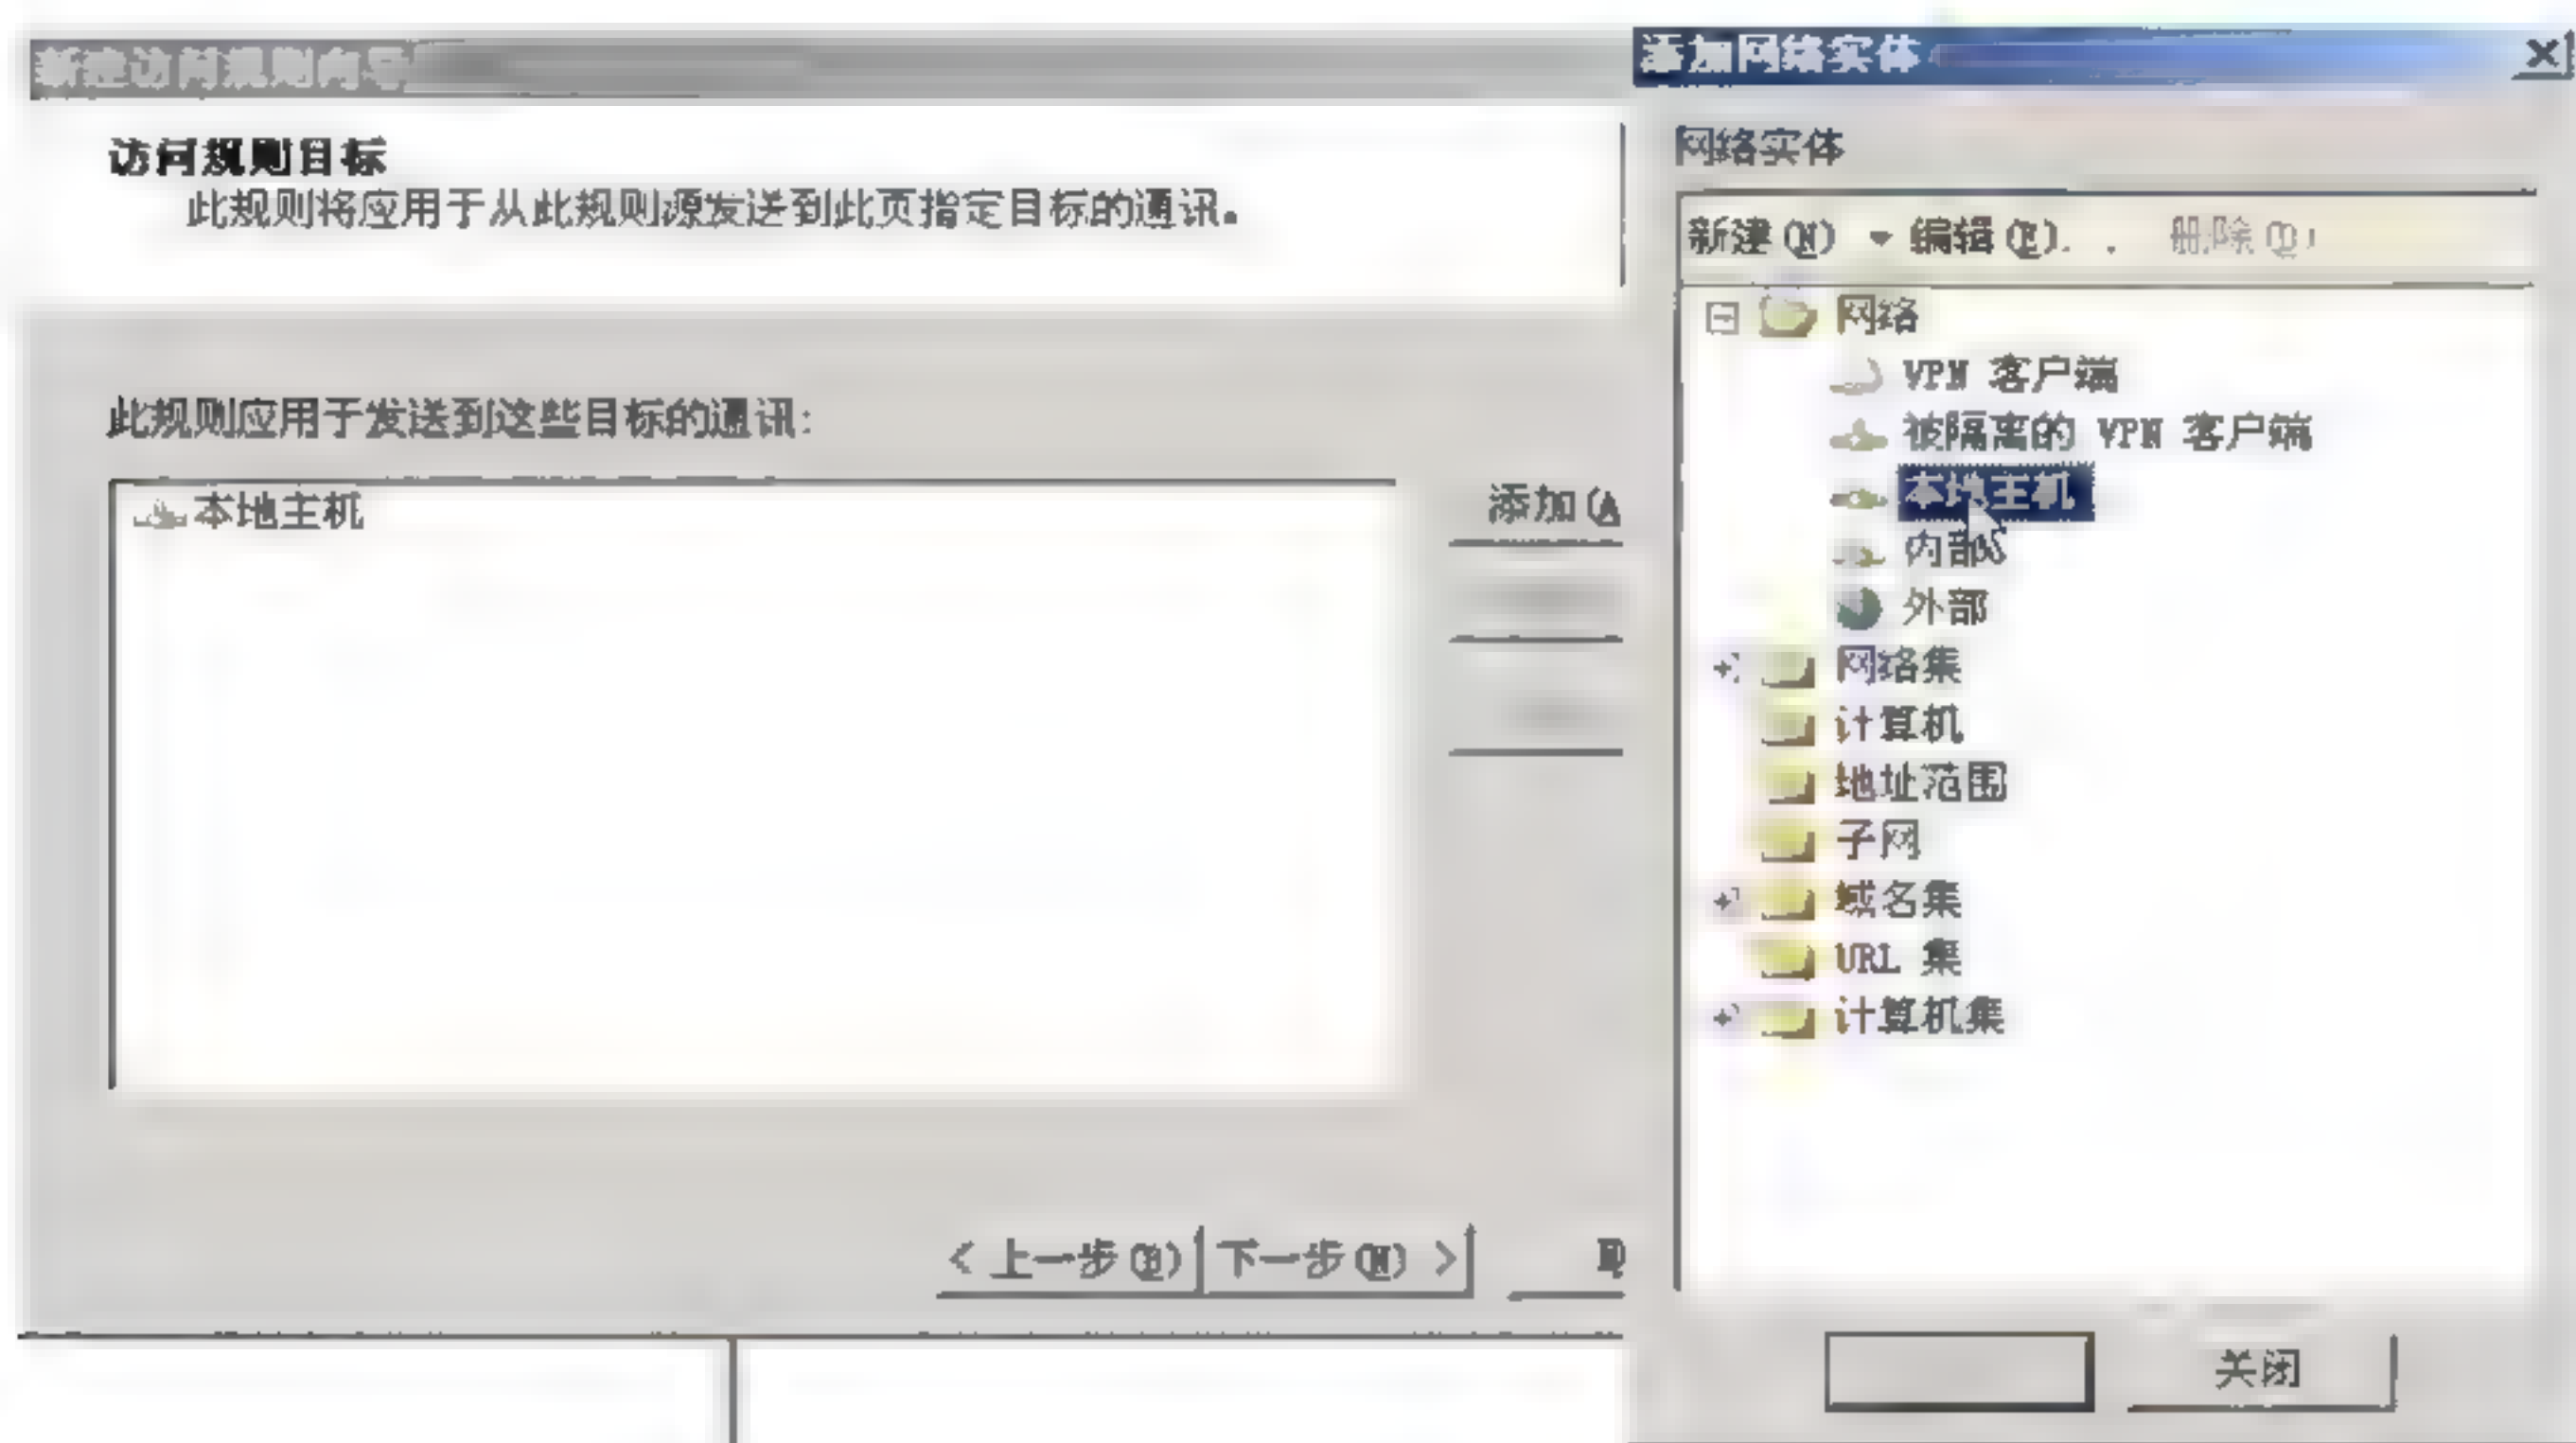 新建访问规则向导
访问规则目标
此规则将应用于从此规则源发送到此页指定目标的通讯。
此规则应用于发送到这些目标的通讯:
本地主机
添加(A
< 上一步(B) 下一步(N) >
添加网络实体
网络实体
新建(N) 编辑(E). . 删除(D)
网络
VPN 客户端
被隔离的 VPN 客户端
本地主机
内部
外部
网络集
计算机
地址范围
子网
域名集
URL 集
计算机集
关闭